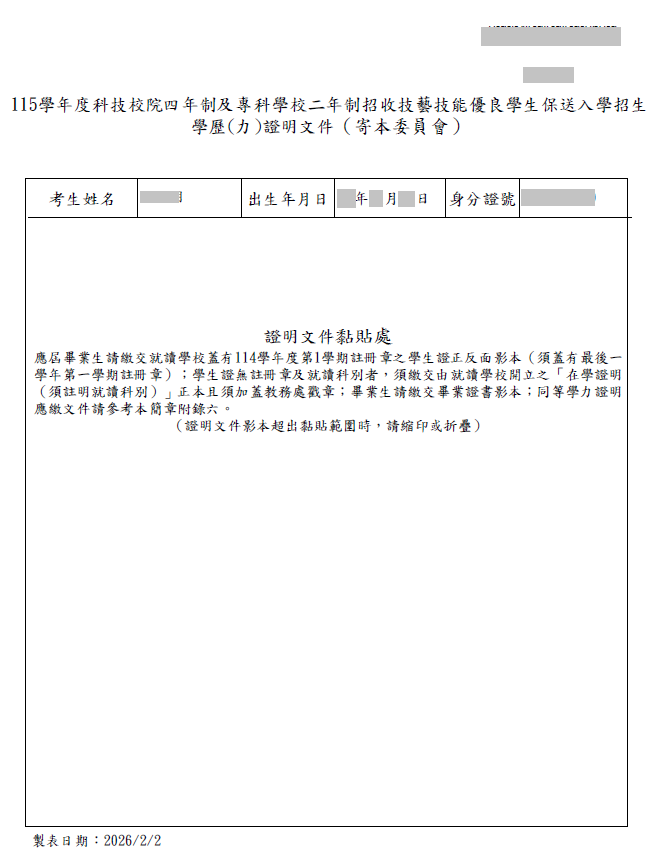 115學年度科技校院四年制及專科學校二年制招收技藝技能優良學生保送入學招生
學歷(力)證明文件（寄本委員會）
考生姓名 出生年月日 年 月 日 身分證號
證明文件黏貼處
應屆畢業生請繳交就讀學校蓋有114學年度第1學期註冊章之學生證正反面影本（須蓋有最後一
學年第一學期註冊章）；學生證無註冊章及就讀科別者，須繳交由就讀學校開立之「在學證明
（須註明就讀科別）」正本且須加蓋教務處戳章；畢業生請繳交畢業證書影本；同等學力證明
應繳文件請參考本簡章附錄六。
（證明文件影本超出黏貼範圍時，請縮印或折疊）
製表日期：2026/2/2